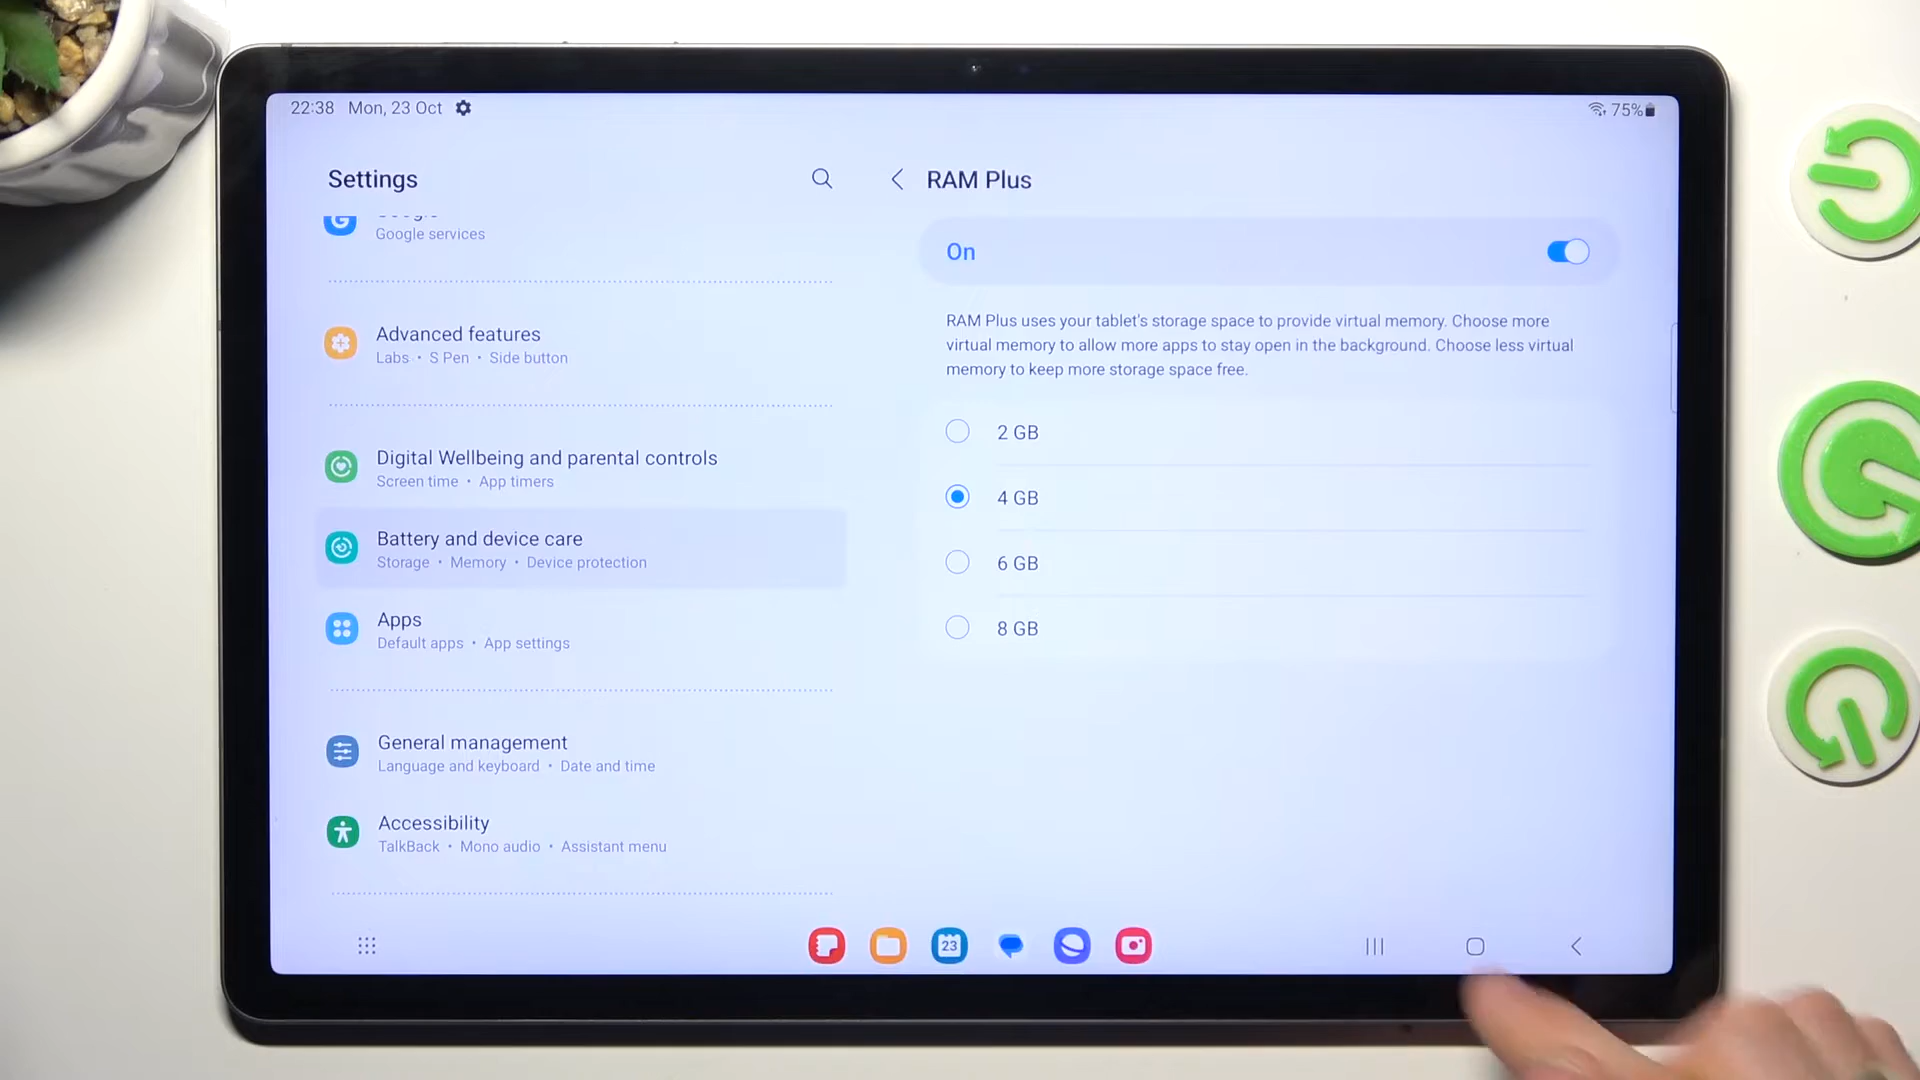 22:38 Mon, 23 Oct
75%
Settings
Google services
Advanced features
Labs • S Pen • Side button
Digital Wellbeing and parental controls
Screen time • App timers
Battery and device care
Storage • Memory • Device protection
Apps
Default apps • App settings
General management
Language and keyboard • Date and time
Accessibility
TalkBack • Mono audio • Assistant menu
RAM Plus
On
RAM Plus uses your tablet's storage space to provide virtual memory. Choose more
virtual memory to allow more apps to stay open in the background. Choose less virtual
memory to keep more storage space free.
2 GB
4 GB
6 GB
8 GB
23